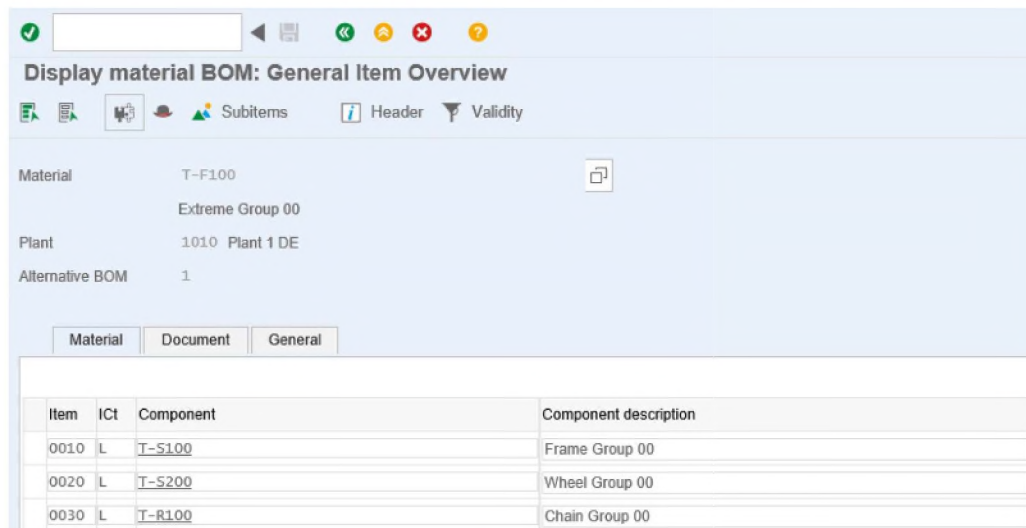 Display material BOM: General Item Overview
Subitems Header Validity
Material T-F100
Extreme Group 00
Plant 1010 Plant 1 DE
Alternative BOM 1
Material Document General
Item ICt Component Component description
0010 L T-S100 Frame Group 00
0020 L T-S200 Wheel Group 00
0030 L T-R100 Chain Group 00